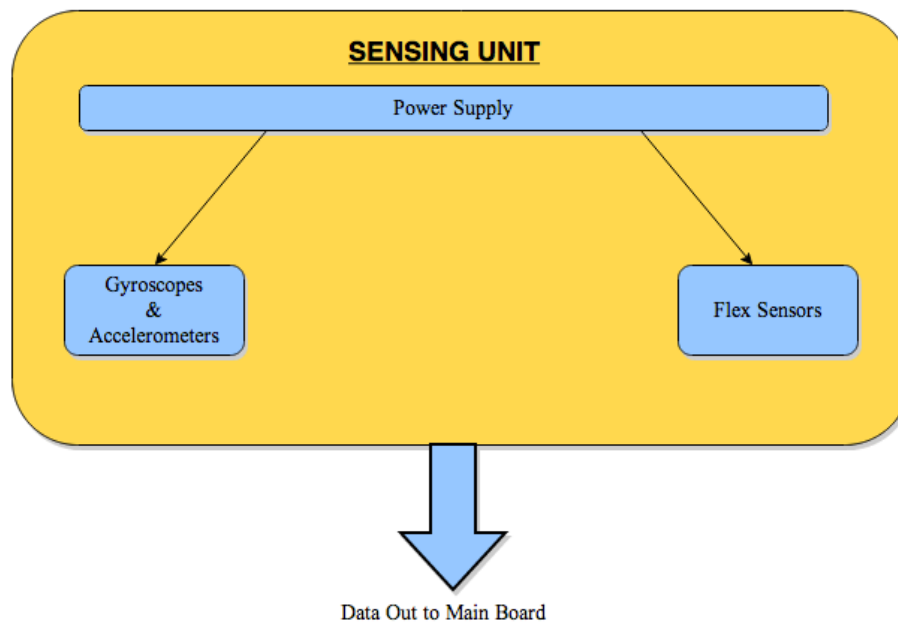 SENSING UNIT
Power Supply
Gyroscopes
&
Accelerometers
Flex Sensors
Data Out to Main Board